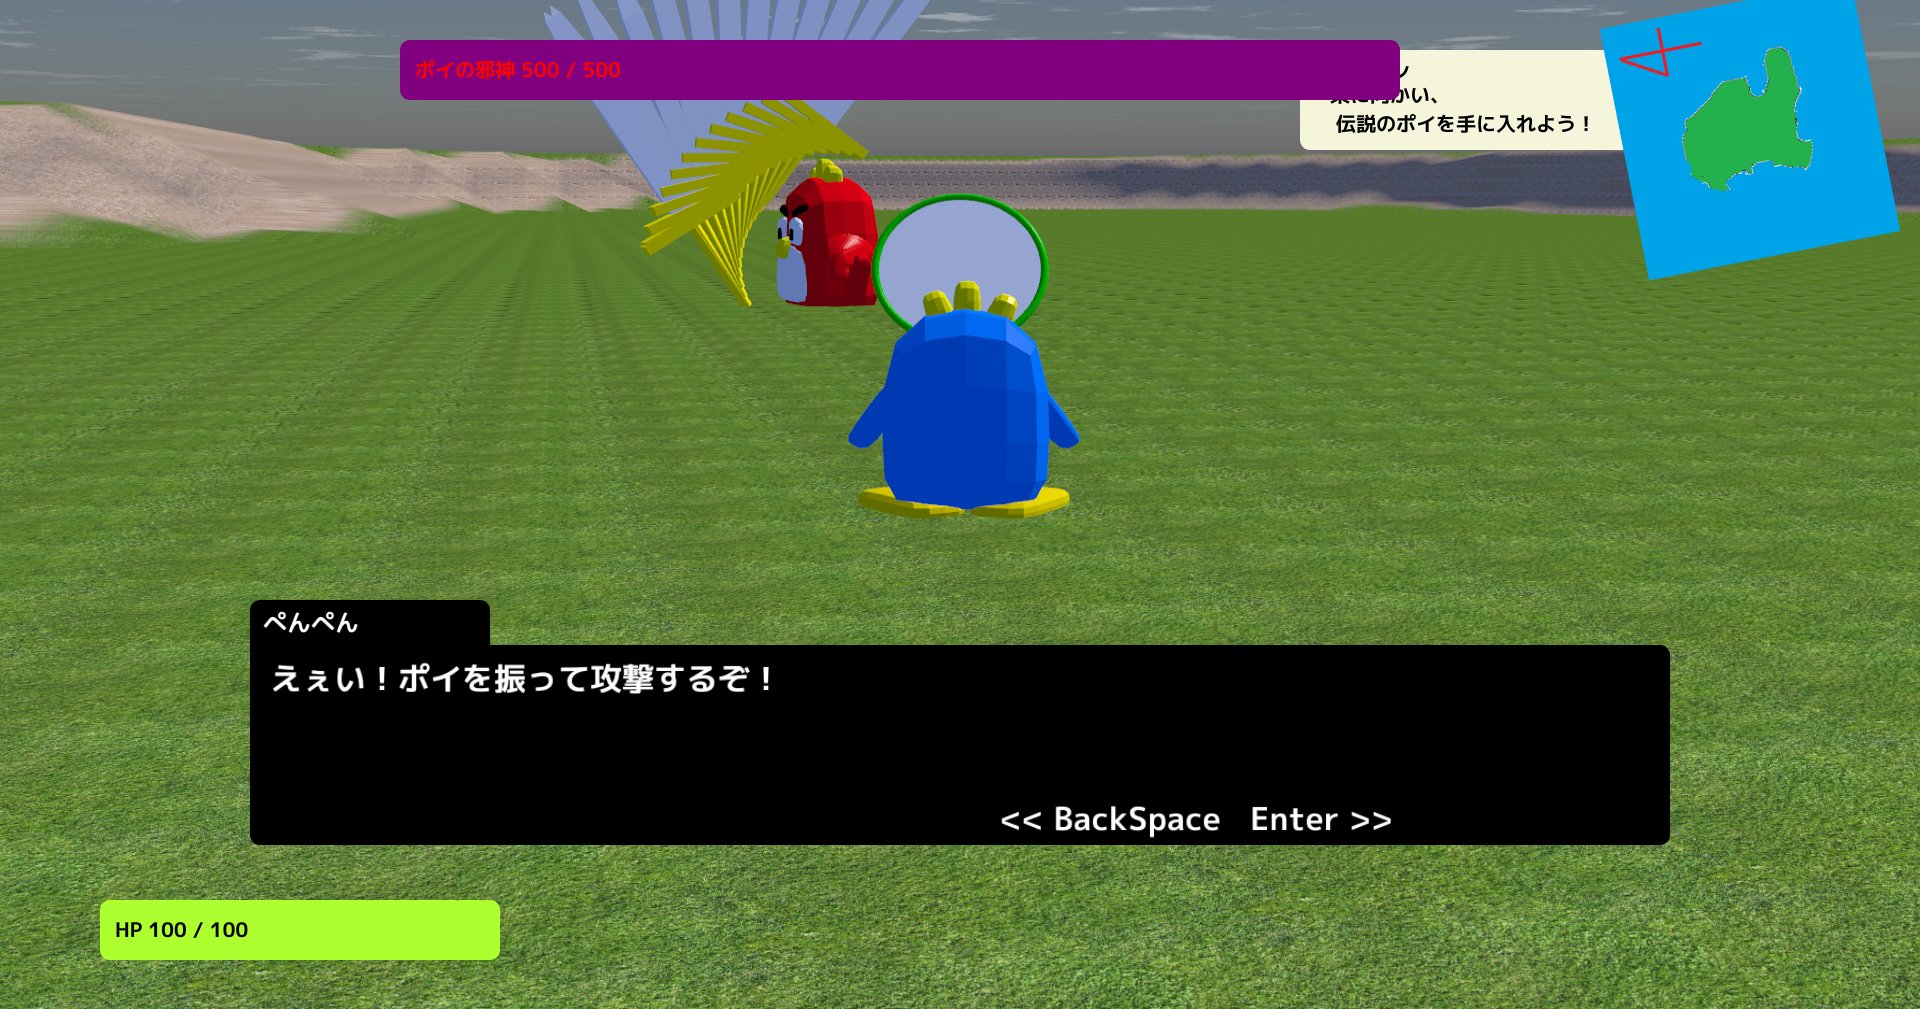 ポイの邪神 500 / 500
かい、
伝説のポイを手に入れよう！
ぺんぺん
えぇい！ポイを振って攻撃するぞ！
<< BackSpace Enter >>
HP 100 / 100